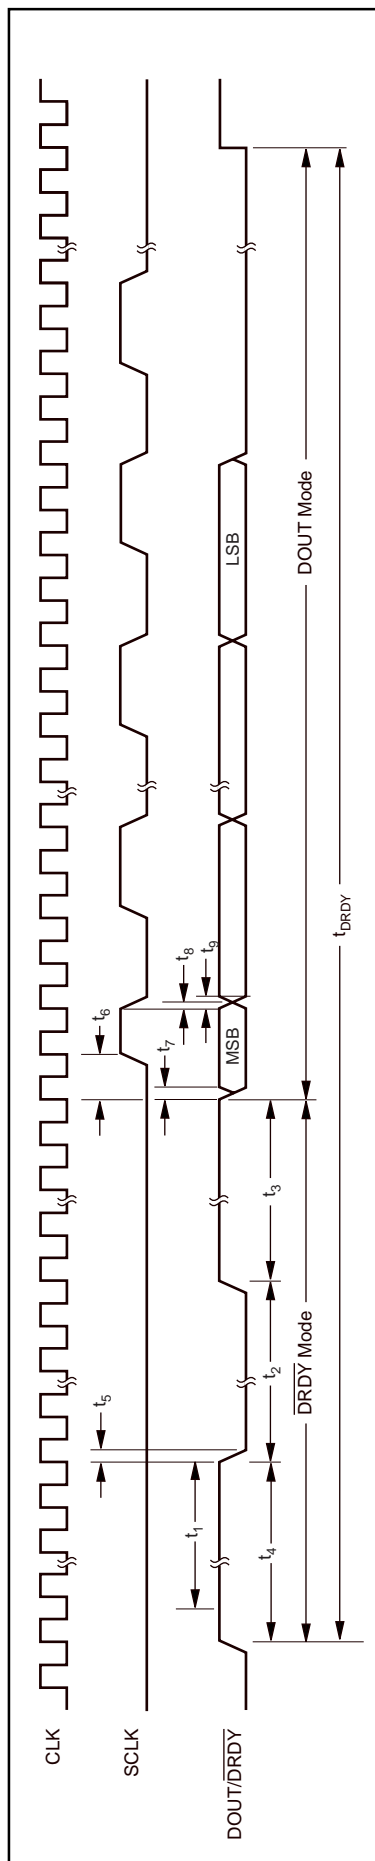 CLK
SCLK
DOUT/DRDY
t₁
t₅
t₄
t₂
t₃
t₆
t₇
t₈
t₉
MSB
LSB
DRDY Mode
DOUT Mode
tDRDY